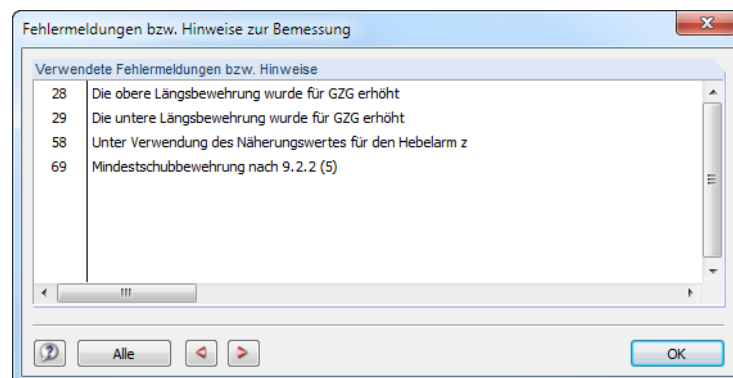 Fehlermeldungen bzw. Hinweise zur Bemessung
Verwendete Fehlermeldungen bzw. Hinweise
28 Die obere Längsbewehrung wurde für GZG erhöht
29 Die untere Längsbewehrung wurde für GZG erhöht
58 Unter Verwendung des Näherungswertes für den Hebelarm z
69 Mindestschubbewehrung nach 9.2.2 (5)
Alle OK